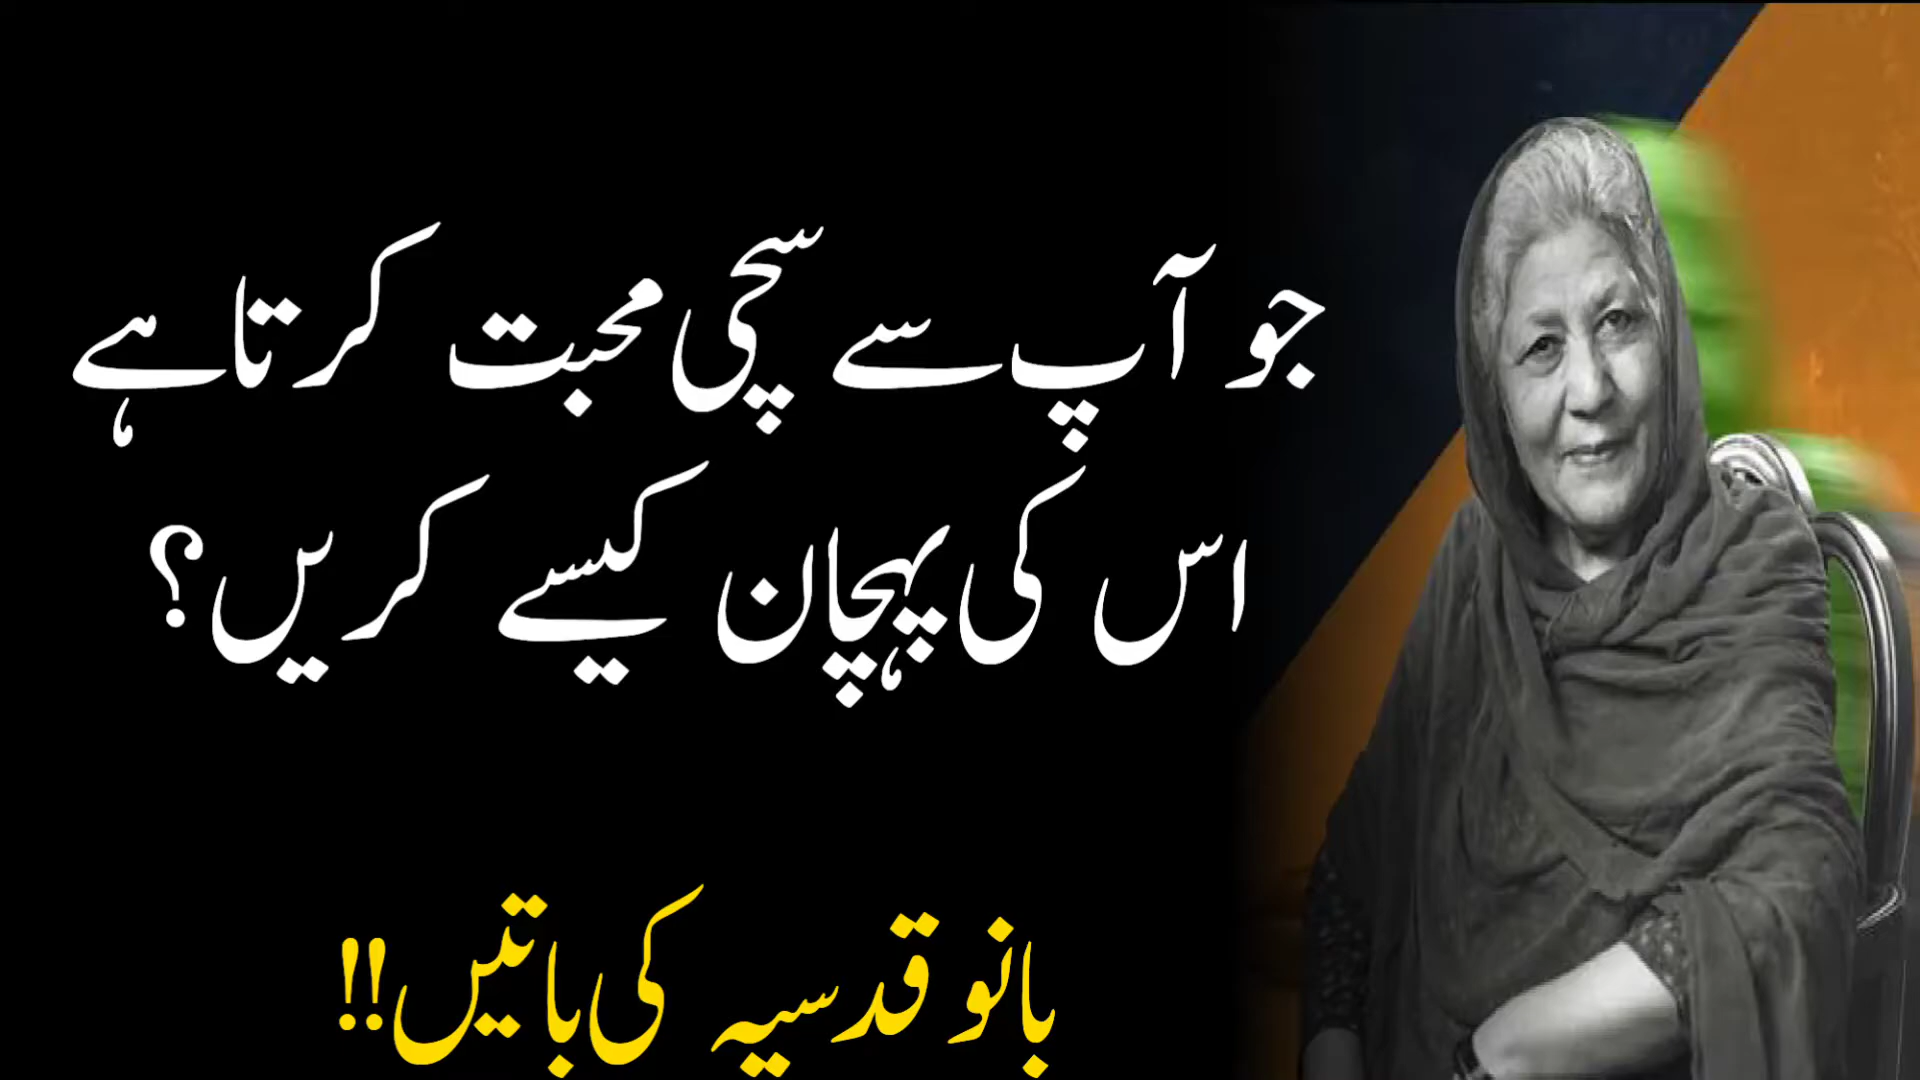 جو آپ سے سچی محبت کرتا ہے
اس کی پہچان کیسے کریں؟
بانو قدسیہ کی باتیں!!